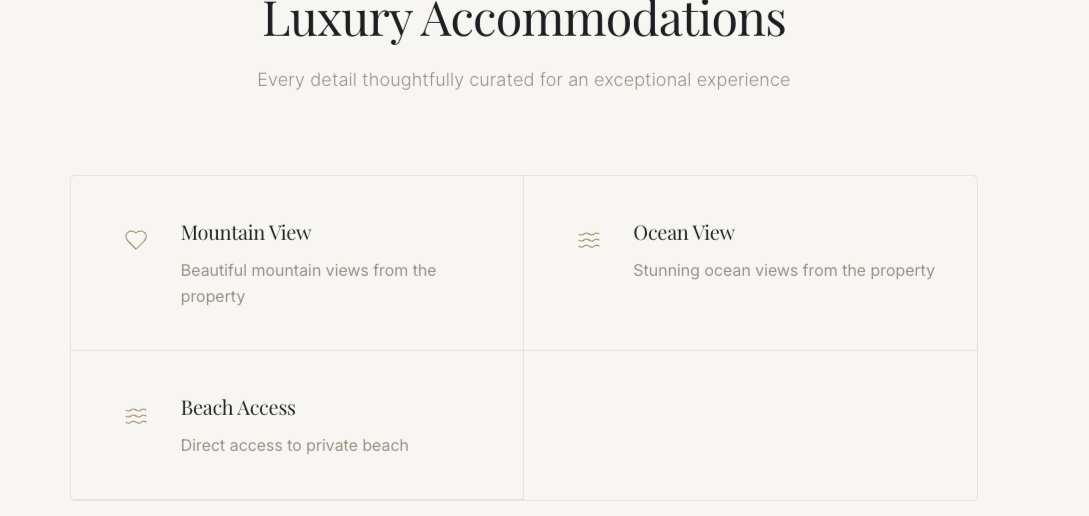 Luxury Accommodations
Every detail thoughtfully curated for an exceptional experience
Mountain View
Beautiful mountain views from the
property
Ocean View
Stunning ocean views from the property
Beach Access
Direct access to private beach